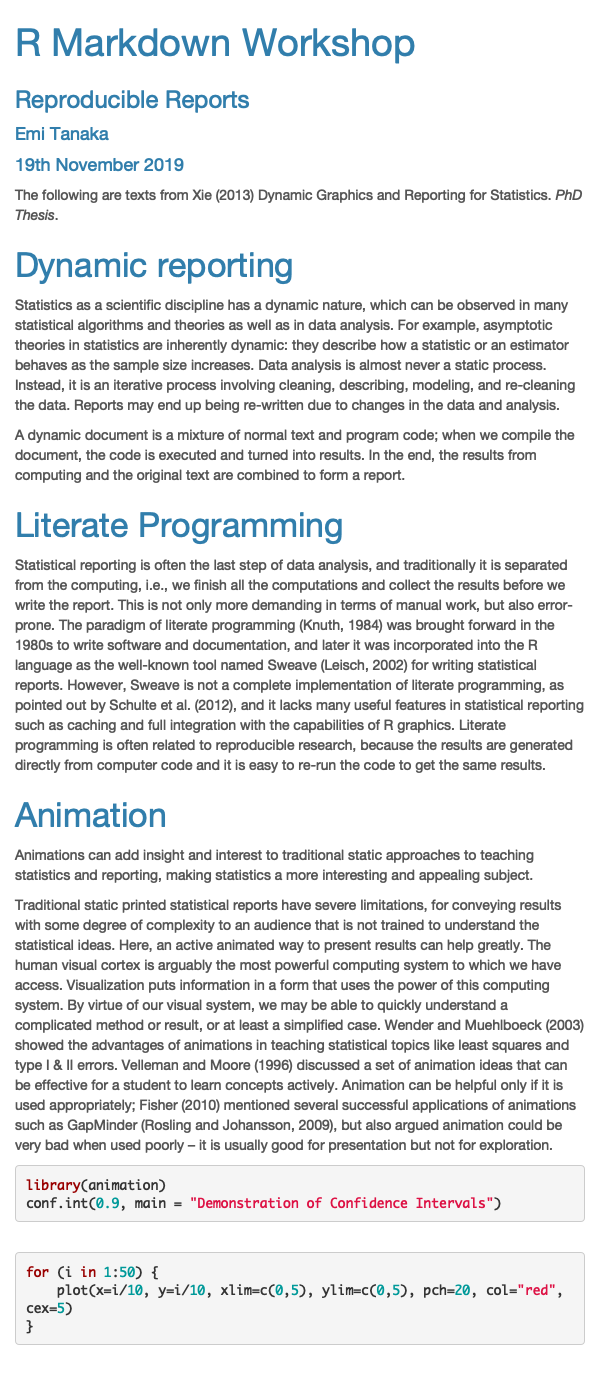 R Markdown Workshop
Reproducible Reports
Emi Tanaka
19th November 2019
The following are texts from Xie (2013) Dynamic Graphics and Reporting for Statistics. PhD
Thesis.
Dynamic reporting
Statistics as a scientific discipline has a dynamic nature, which can be observed in many
statistical algorithms and theories as well as in data analysis. For example, asymptotic
theories in statistics are inherently dynamic: they describe how a statistic or an estimator
behaves as the sample size increases. Data analysis is almost never a static process.
Instead, it is an iterative process involving cleaning, describing, modeling, and re-cleaning
the data. Reports may end up being re-written due to changes in the data and analysis.
A dynamic document is a mixture of normal text and program code; when we compile the
document, the code is executed and turned into results. In the end, the results from
computing and the original text are combined to form a report.
Literate Programming
Statistical reporting is often the last step of data analysis, and traditionally it is separated
from the computing, i.e., we finish all the computations and collect the results before we
write the report. This is not only more demanding in terms of manual work, but also error-
prone. The paradigm of literate programming (Knuth, 1984) was brought forward in the
1980s to write software and documentation, and later it was incorporated into the R
language as the well-known tool named Sweave (Leisch, 2002) for writing statistical
reports. However, Sweave is not a complete implementation of literate programming, as
pointed out by Schulte et al. (2012), and it lacks many useful features in statistical reporting
such as caching and full integration with the capabilities of R graphics. Literate
programming is often related to reproducible research, because the results are generated
directly from computer code and it is easy to re-run the code to get the same results.
Animation
Animations can add insight and interest to traditional static approaches to teaching
statistics and reporting, making statistics a more interesting and appealing subject.
Traditional static printed statistical reports have severe limitations, for conveying results
with some degree of complexity to an audience that is not trained to understand the
statistical ideas. Here, an active animated way to present results can help greatly. The
human visual cortex is arguably the most powerful computing system to which we have
access. Visualization puts information in a form that uses the power of this computing
system. By virtue of our visual system, we may be able to quickly understand a
complicated method or result, or at least a simplified case. Wender and Muehlboeck (2003)
showed the advantages of animations in teaching statistical topics like least squares and
type I & II errors. Velleman and Moore (1996) discussed a set of animation ideas that can
be effective for a student to learn concepts actively. Animation can be helpful only if it is
used appropriately; Fisher (2010) mentioned several successful applications of animations
such as GapMinder (Rosling and Johansson, 2009), but also argued animation could be
very bad when used poorly – it is usually good for presentation but not for exploration.
library(animation)
conf.int(0.9, main = "Demonstration of Confidence Intervals")
for (i in 1:50) {
    plot(x=i/10, y=i/10, xlim=c(0,5), ylim=c(0,5), pch=20, col="red",
cex=5)
}